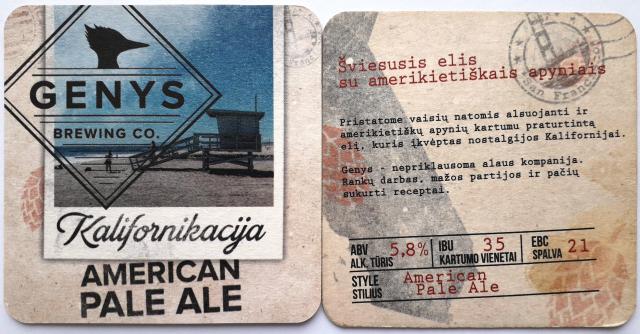 GENYS
BREWING CO.
Kalifornikacija
AMERICAN
PALE ALE
Šviesusis elis
su amerikietiškais apyniais
Pristatome vaisių natomis alsuojantį ir
amerikietiškų apynių kartumu praturtintą
elį, kuris įkvėptas nostalgijos Kalifornijai.
Genys - nepriklausoma alaus kompanija.
Rankų darbas, mažos partijos ir pačių
sukurti receptai.
ABV
ALK. TŪRIS
5,8%
IBU
KARTUMO VIENETAI
35
EBC
SPALVA
21
STYLE
STILIUS
American
Pale Ale